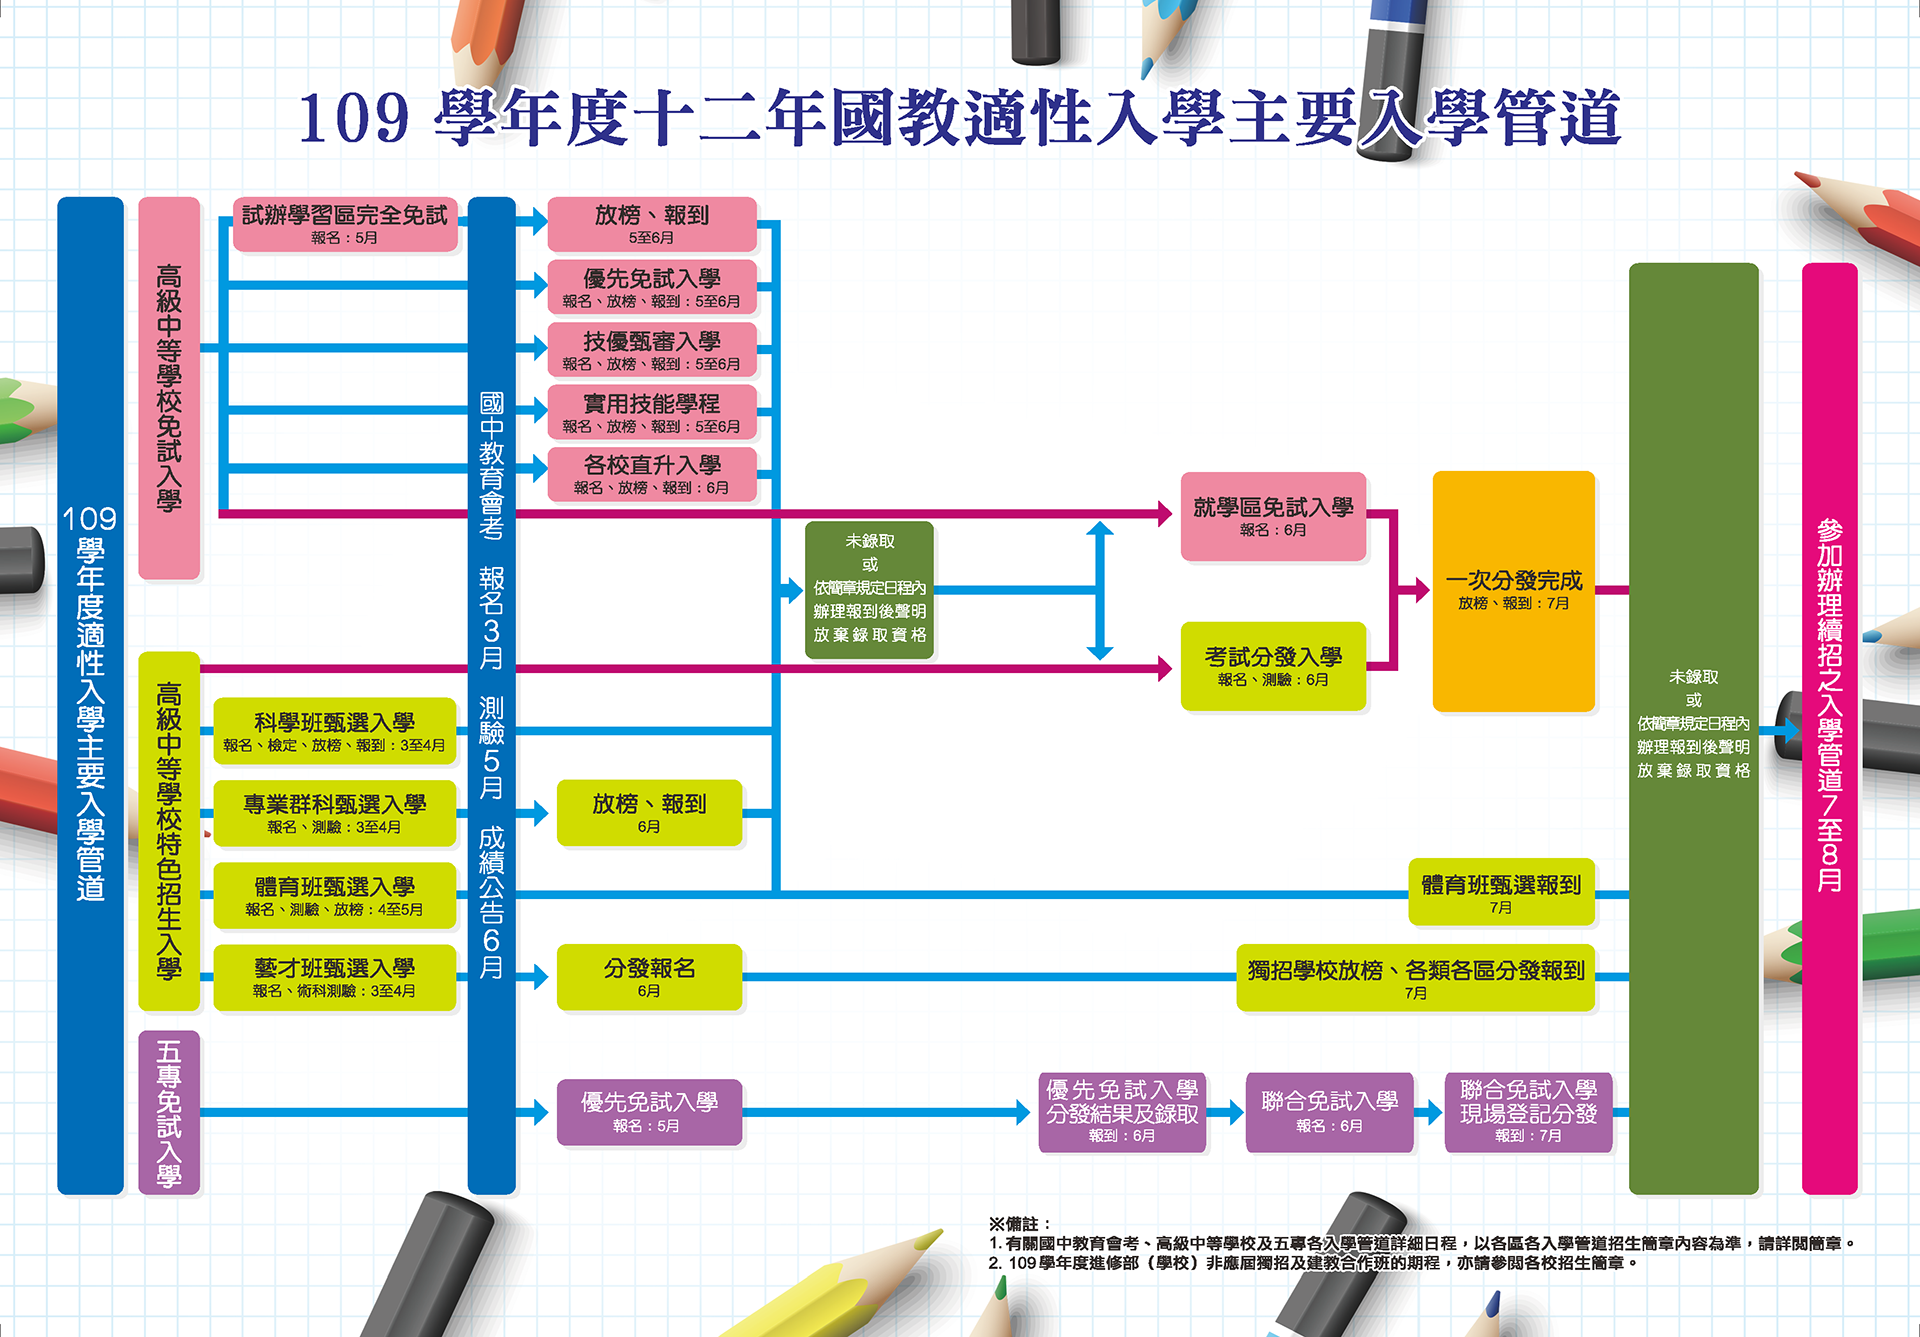 109 學年度十二年國教適性入學主要入學管道
109學年度適性入學主要入學管道
高級中等學校免試入學
試辦學習區完全免試
報名：5月
國中教育會考 報名3月 測驗5月 成績公告6月
放榜、報到
5至6月
優先免試入學
報名、放榜、報到：5至6月
技優甄審入學
報名、放榜、報到：5至6月
實用技能學程
報名、放榜、報到：5至6月
各校直升入學
報名、放榜、報到：6月
未錄取
或
依簡章規定日程內
辦理報到後聲明
放棄錄取資格
就學區免試入學
報名：6月
考試分發入學
報名、測驗：6月
一次分發完成
放榜、報到：7月
高級中等學校特色招生入學
科學班甄選入學
報名、檢定、放榜、報到：3至4月
專業群科甄選入學
報名、測驗：3至4月
放榜、報到
6月
體育班甄選入學
報名、測驗、放榜：4至5月
體育班甄選報到
7月
藝才班甄選入學
報名、術科測驗：3至4月
分發報名
6月
獨招學校放榜、各類各區分發報到
7月
五專免試入學
優先免試入學
報名：5月
優先免試入學
分發結果及錄取
報到：6月
聯合免試入學
報名：6月
聯合免試入學
現場登記分發
報到：7月
未錄取
或
依簡章規定日程內
辦理報到後聲明
放棄錄取資格
參加辦理續招之入學管道7至8月
※備註：
1. 有關國中教育會考、高級中等學校及五專各入學管道詳細日程，以各區各入學管道招生簡章內容為準，請詳閱簡章。
2. 109學年度進修部（學校）非應屆獨招及建教合作班的期程，亦請參閱各校招生簡章。